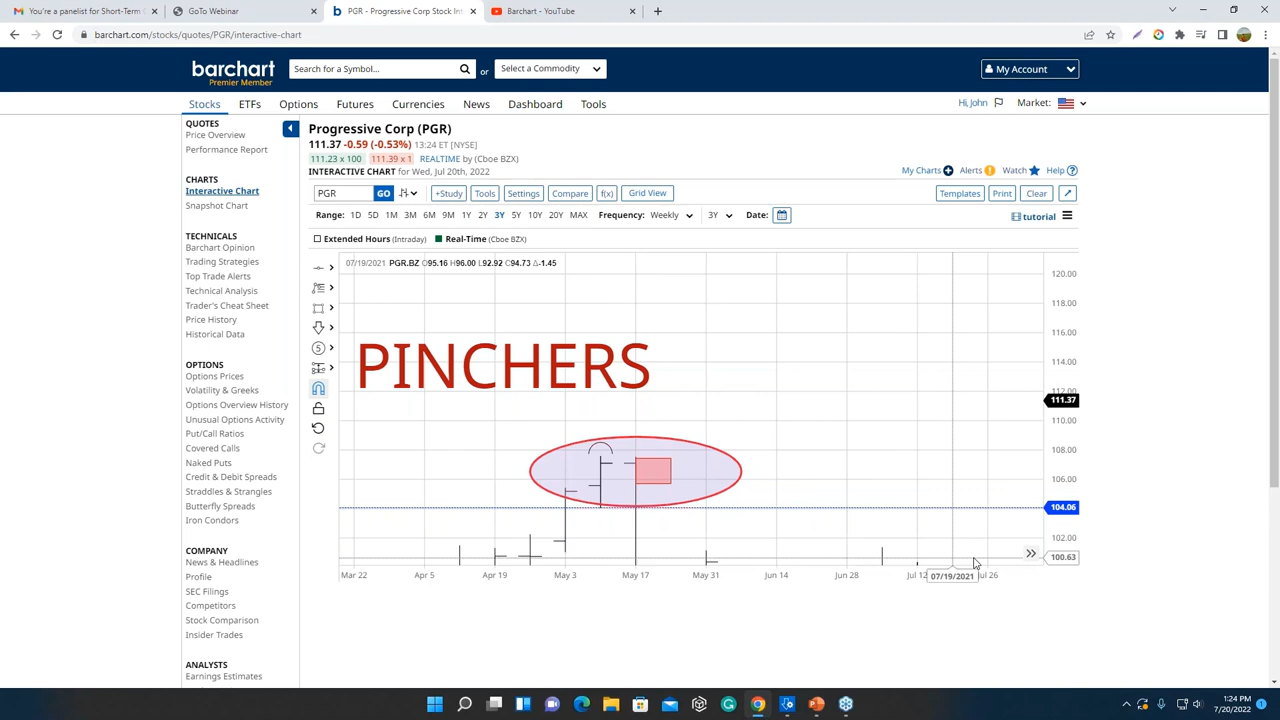 You're a panelist for Short-Term
GoTo Webinar
PGR - Progressive Corp Stock Int
Barchart - YouTube
barchart.com/stocks/quotes/PGR/interactive-chart
barchart
Premier Member
Search for a Symbol...
or
Select a Commodity
My Account
Stocks ETFs Options Futures Currencies News Dashboard Tools
Hi, John Market:
QUOTES
Price Overview
Performance Report
CHARTS
Interactive Chart
Snapshot Chart
TECHNICALS
Barchart Opinion
Trading Strategies
Top Trade Alerts
Technical Analysis
Trader's Cheat Sheet
Price History
Historical Data
OPTIONS
Options Prices
Volatility & Greeks
Options Overview History
Unusual Options Activity
Put/Call Ratios
Covered Calls
Naked Puts
Credit & Debit Spreads
Straddles & Strangles
Butterfly Spreads
Iron Condors
COMPANY
News & Headlines
Profile
SEC Filings
Competitors
Stock Comparison
Insider Trades
ANALYSTS
Earnings Estimates
Progressive Corp (PGR)
111.37 -0.59 (-0.53%) 13:24 ET [NYSE]
111.23 x 100 111.39 x 1 REALTIME by (Cboe BZX)
INTERACTIVE CHART for Wed, Jul 20th, 2022
My Charts Alerts Watch Help
PGR GO +Study Tools Settings Compare f(x) Grid View Templates Print Clear
Range: 1D 5D 1M 3M 6M 9M 1Y 2Y 3Y 5Y 10Y 20Y MAX Frequency: Weekly 3Y Date: tutorial
Extended Hours (Intraday) Real-Time (Cboe BZX)
07/19/2021 PGR.BZ O95.16 H96.00 L92.92 C94.73 Δ-1.45
PINCHERS
120.00
118.00
116.00
114.00
112.00
111.37
110.00
108.00
106.00
104.06
102.00
100.63
Mar 22 Apr 5 Apr 19 May 3 May 17 May 31 Jun 14 Jun 28 Jul 12 07/19/2021 Jul 26
1:24 PM
7/20/2022